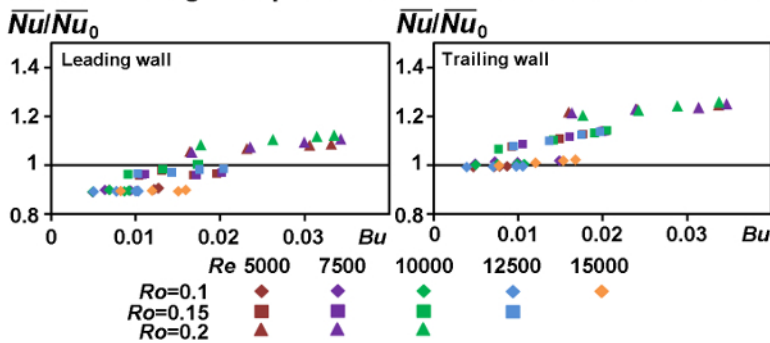 Nu/Nu0 Nu/Nu0
Leading wall Trailing wall
1.4 1.4
1.2 1.2
1 1
0.8 0.8
0 0.01 0.02 0.03 Bu 0 0.01 0.02 0.03 Bu
Re 5000 7500 10000 12500 15000
Ro=0.1
Ro=0.15
Ro=0.2